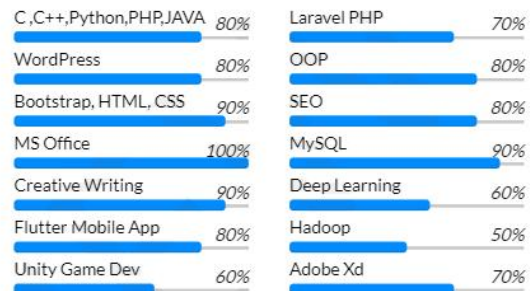 C ,C++,Python,PHP,JAVA 80%
WordPress 80%
Bootstrap, HTML, CSS 90%
MS Office 100%
Creative Writing 90%
Flutter Mobile App 80%
Unity Game Dev 60%
Laravel PHP 70%
OOP 80%
SEO 80%
MySQL 90%
Deep Learning 60%
Hadoop 50%
Adobe Xd 70%